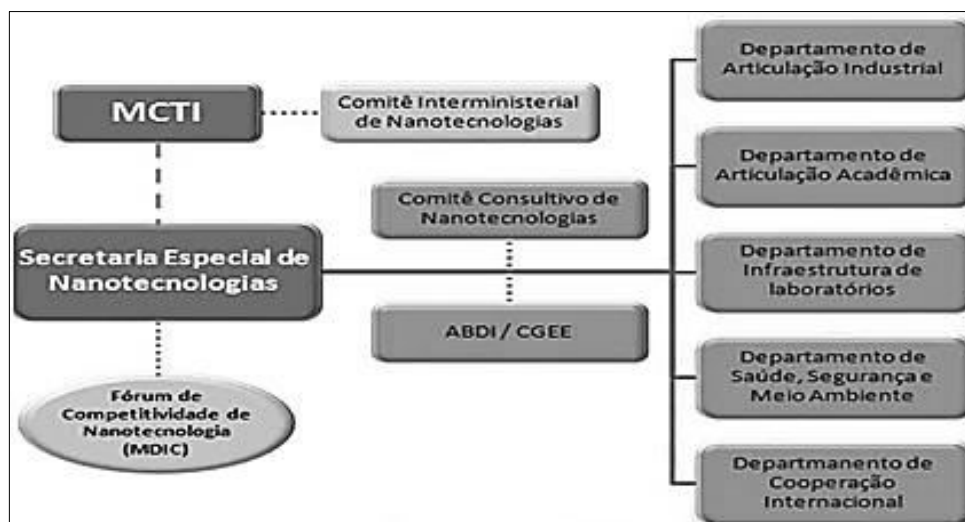 MCTI
Comitê Interministerial
de Nanotecnologias
Secretaria Especial de
Nanotecnologias
Fórum de
Competitividade de
Nanotecnologia
(MDIC)
Comitê Consultivo de
Nanotecnologias
ABDI / CGEE
Departamento de
Articulação Industrial
Departamento de
Articulação Acadêmica
Departamento de
Infraestrutura de
laboratórios
Departamento de
Saúde, Segurança e
Meio Ambiente
Departmanento de
Cooperação
Internacional